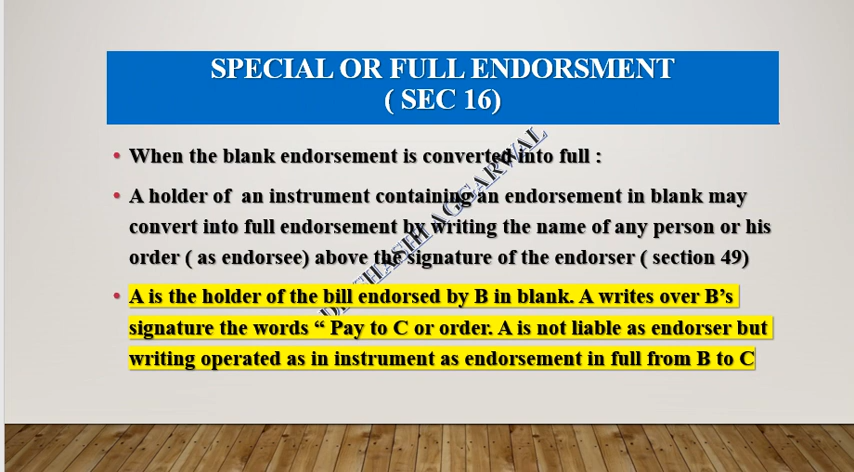 SPECIAL OR FULL ENDORSMENT
( SEC 16)
• When the blank endorsement is converted into full :
• A holder of an instrument containing an endorsement in blank may
convert into full endorsement by writing the name of any person or his
order ( as endorsee) above the signature of the endorser ( section 49)
• A is the holder of the bill endorsed by B in blank. A writes over B's
signature the words “ Pay to C or order. A is not liable as endorser but
writing operated as in instrument as endorsement in full from B to C
AGGARWAL